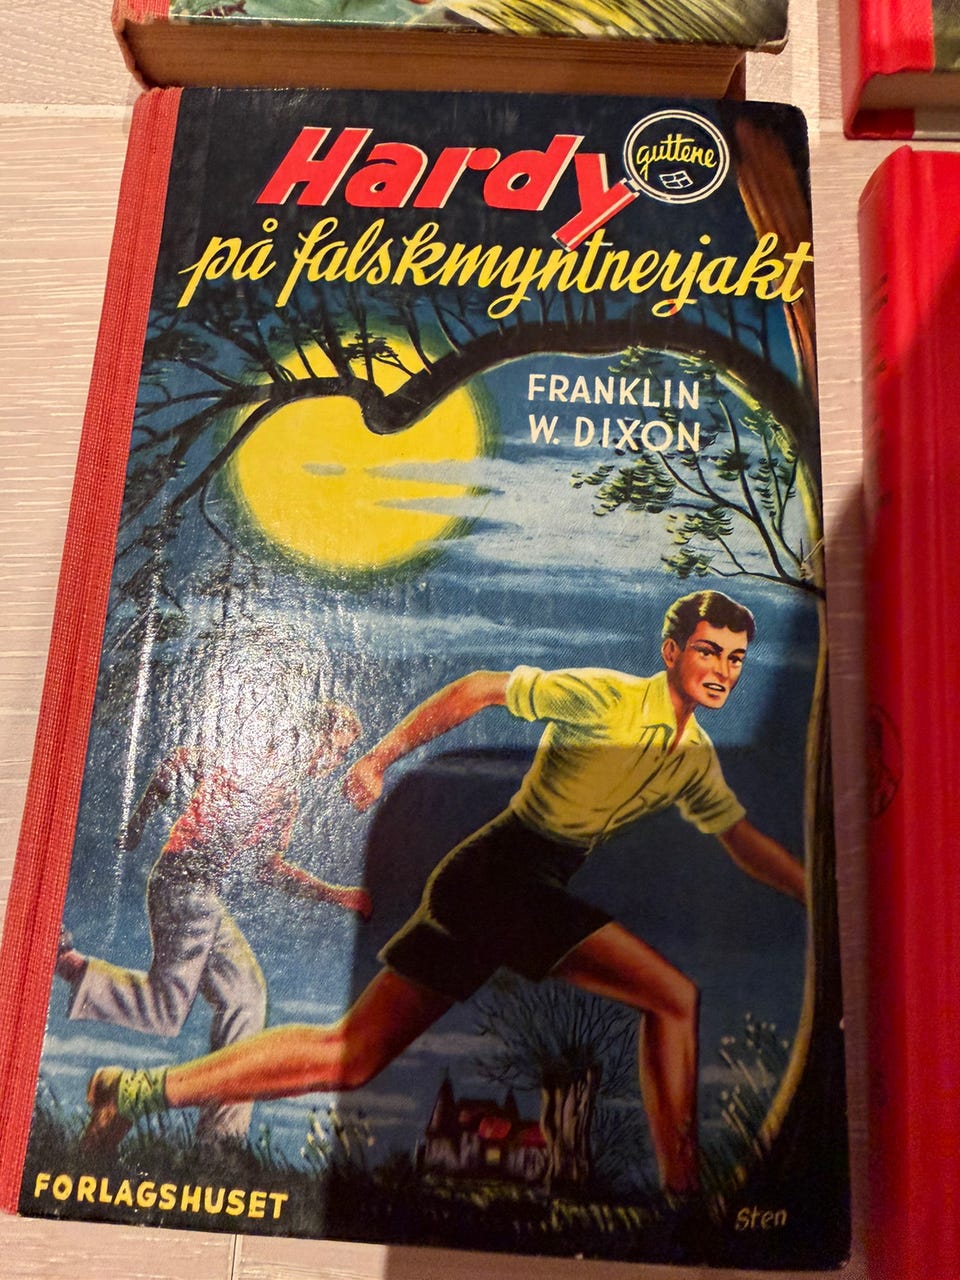 Hardy
guttene
på falskmyntnerjakt
FRANKLIN
W. DIXON
FORLAGSHUSET
sten